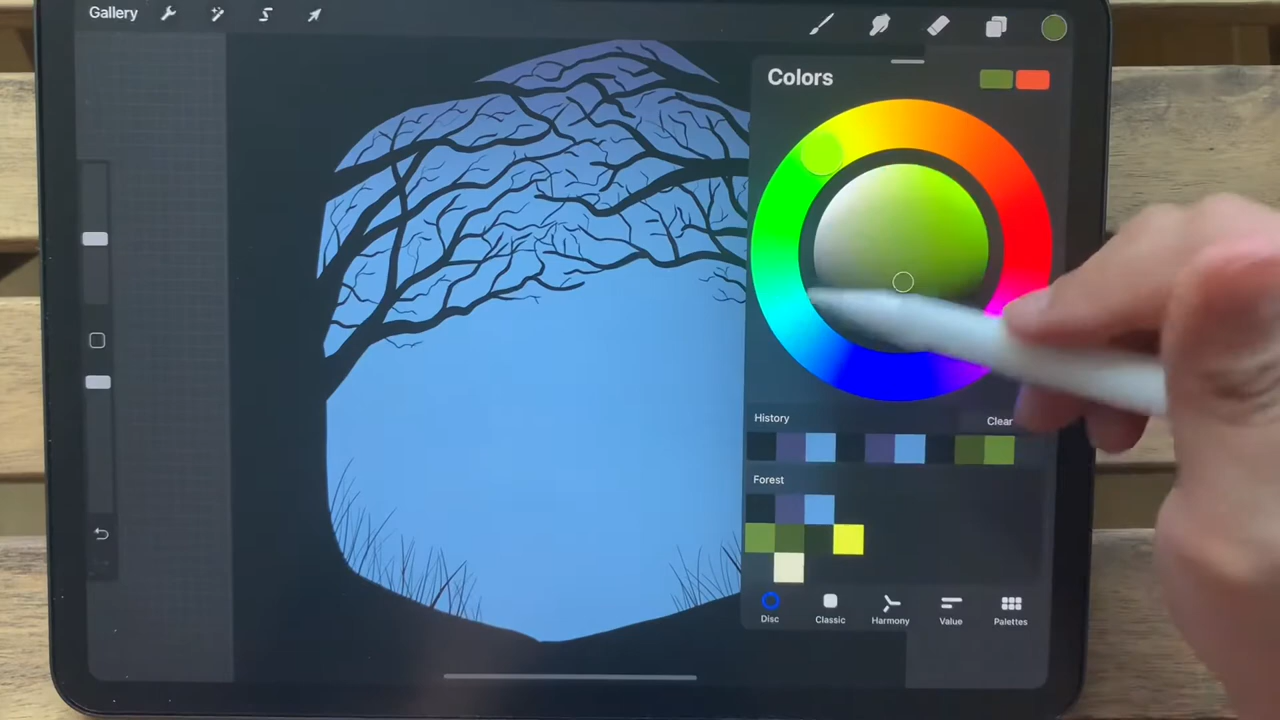 Gallery
Colors
History
Clear
Forest
Disc
Classic
Harmony
Value
Palettes